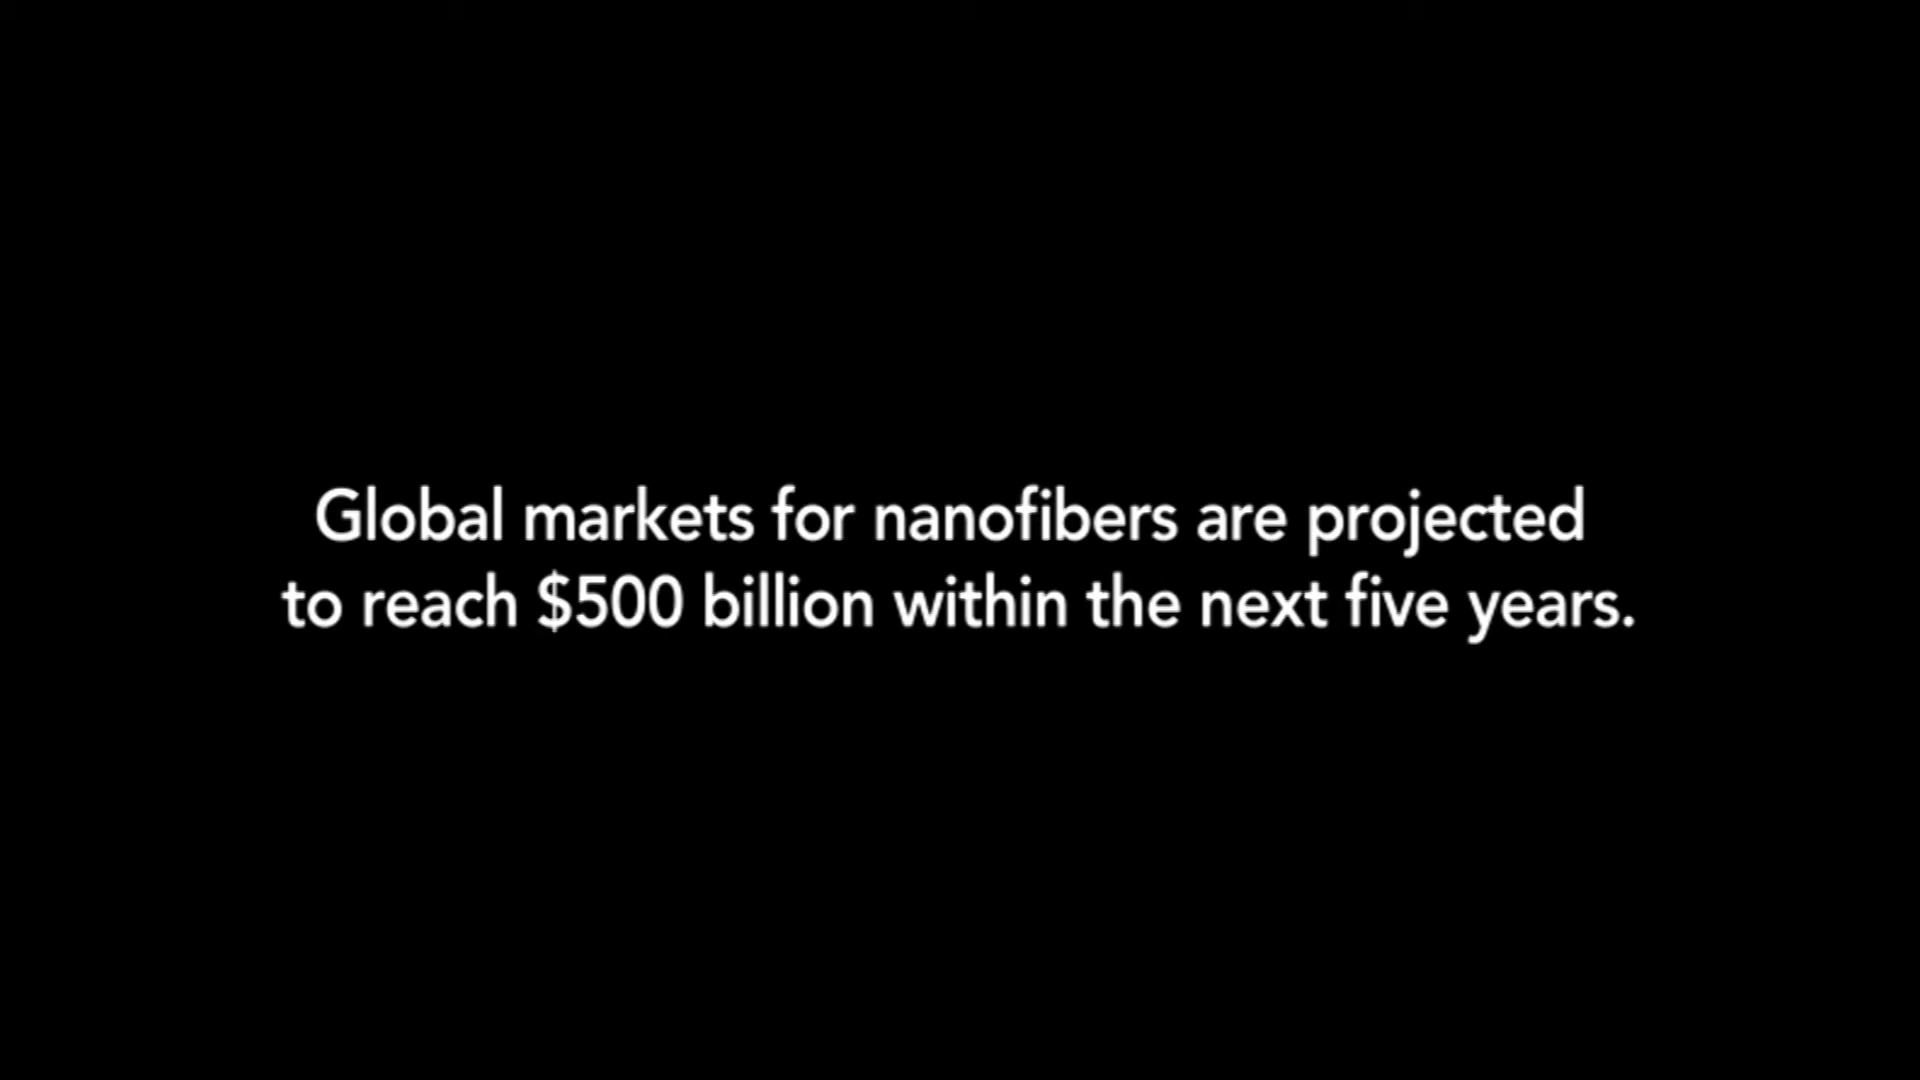 Global markets for nanofibers are projected
to reach $500 billion within the next five years.